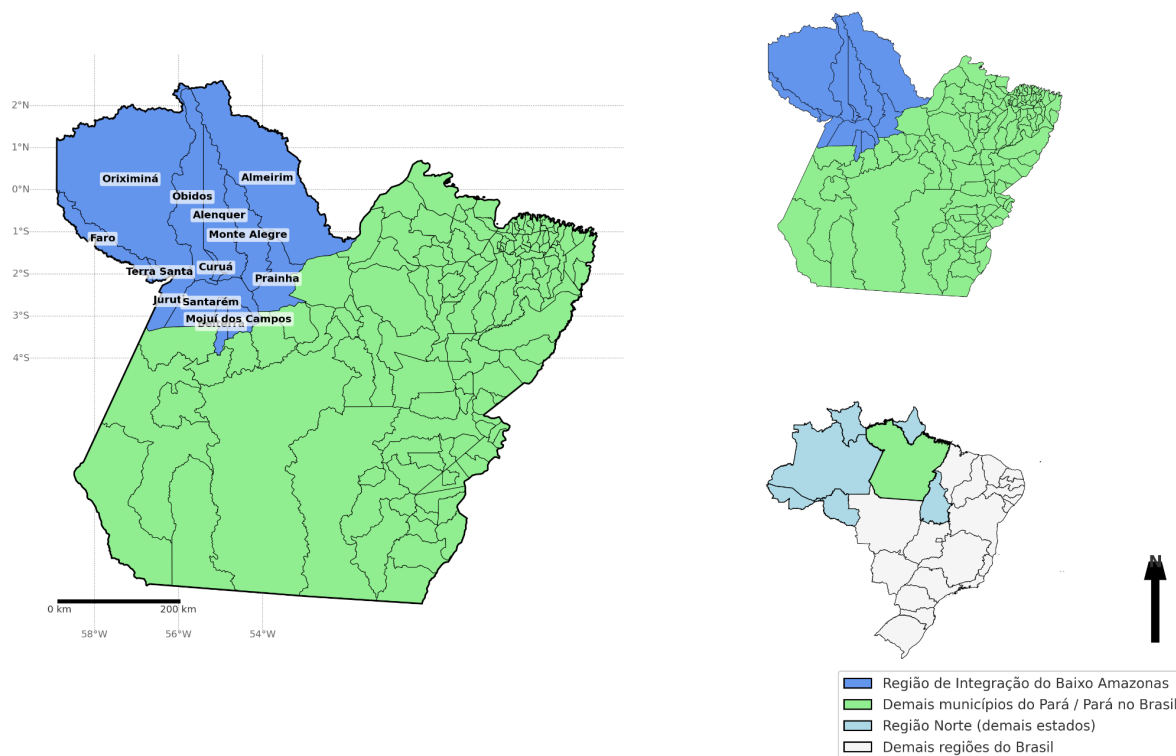 2°N
1°N
0°N
1°S
2°S
3°S
4°S
Oriximiná
Almeirim
Óbidos
Alenquer
Monte Alegre
Faro
Curuá
Terra Santa
Prainha
Juruti
Santarém
Mojuí dos Campos
Belterra
0 km
200 km
58°W
56°W
54°W
N
Região de Integração do Baixo Amazonas
Demais municípios do Pará / Pará no Brasil
Região Norte (demais estados)
Demais regiões do Brasil